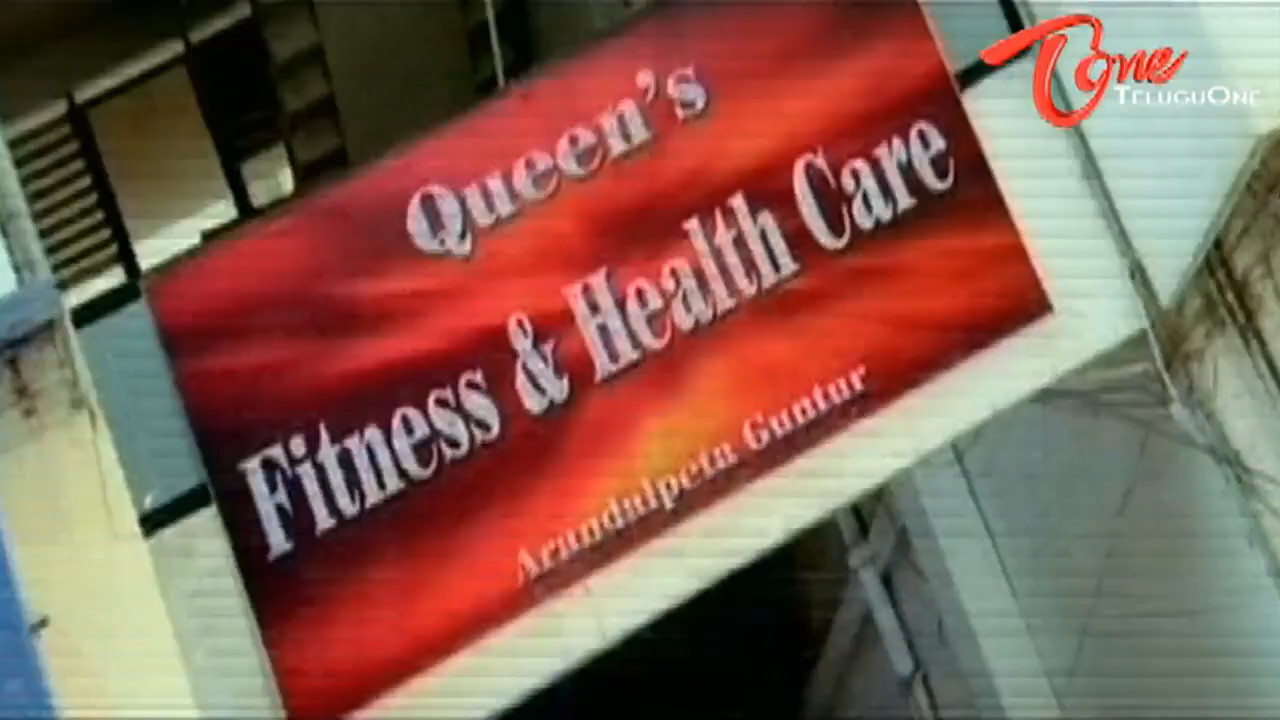 Queen's
Fitness & Health Care
Arundalpeta Guntur
One
TELUGUONE